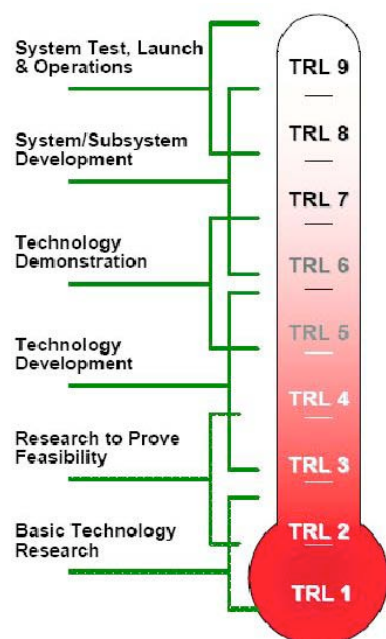 System Test, Launch
& Operations
System/Subsystem
Development
Technology
Demonstration
Technology
Development
Research to Prove
Feasibility
Basic Technology
Research
TRL 9
TRL 8
TRL 7
TRL 6
TRL 5
TRL 4
TRL 3
TRL 2
TRL 1